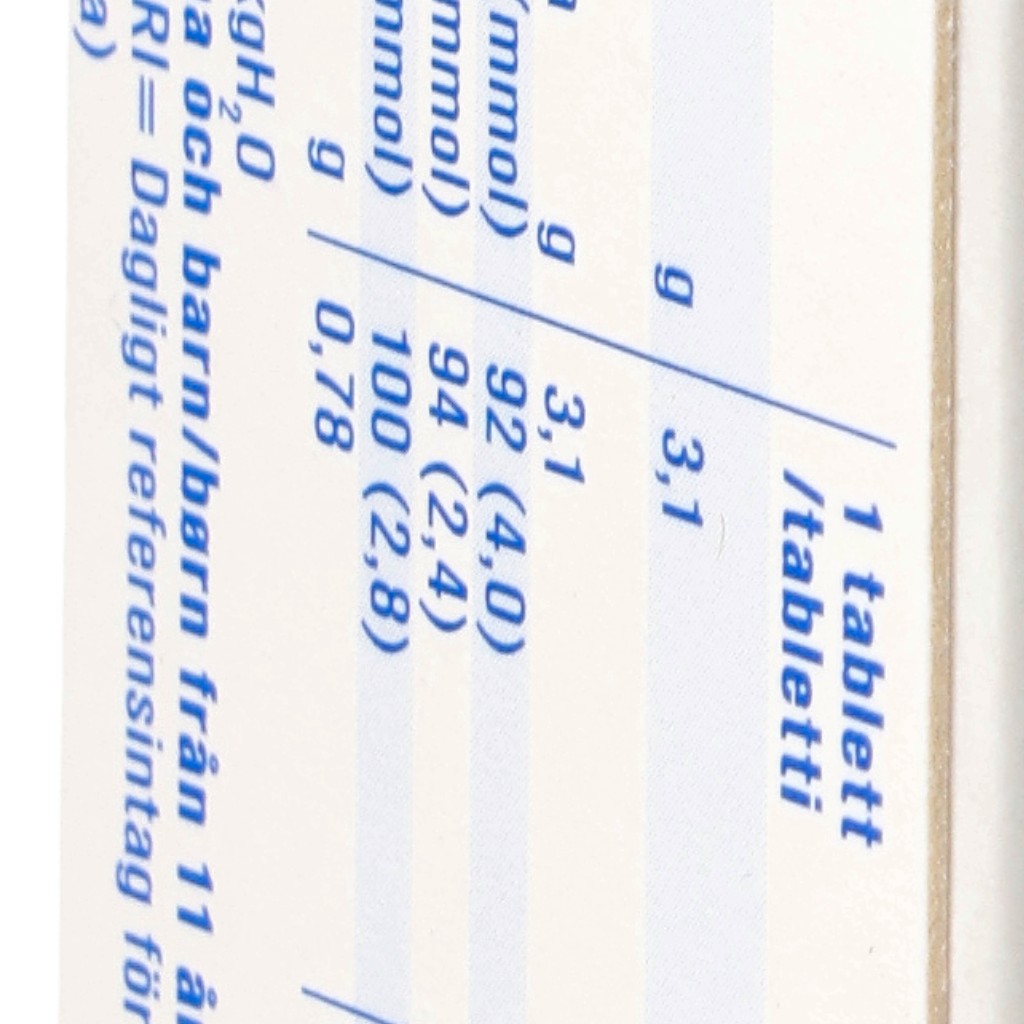 1 tablett
/tabletti
g 3,1
g 3,1
(mmol) 92 (4,0)
mmol) 94 (2,4)
mmol) 100 (2,8)
g 0,78
kgH₂O
och barn/børn från 11
RI= Dagligt referensintag för
a)